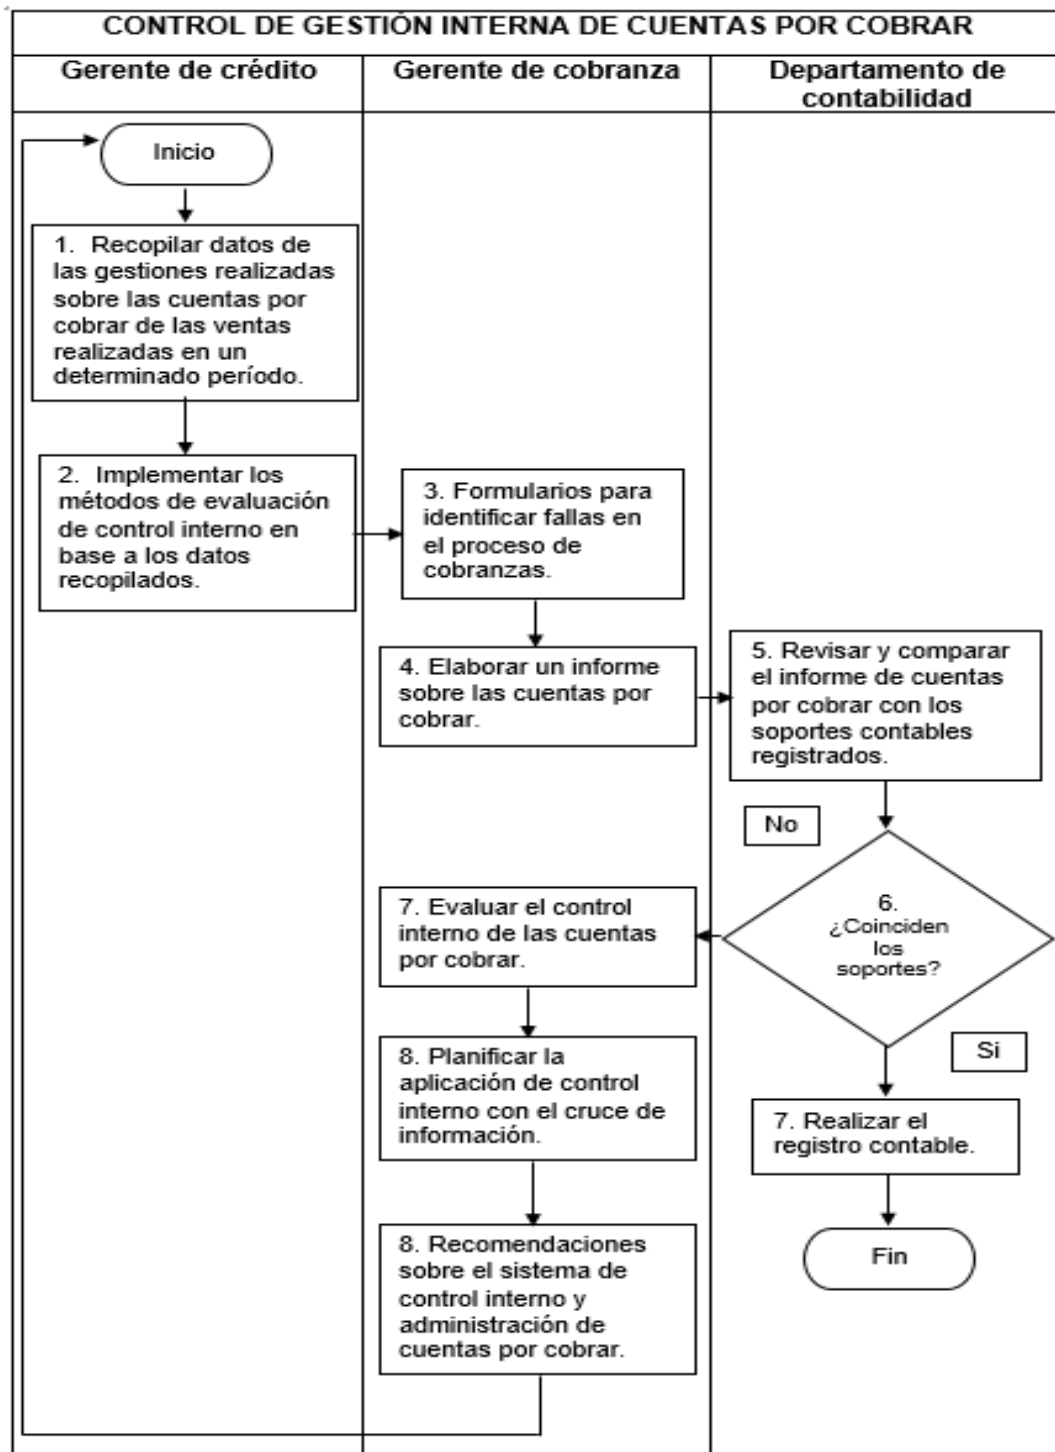 CONTROL DE GESTIÓN INTERNA DE CUENTAS POR COBRAR
Gerente de crédito
Gerente de cobranza
Departamento de
contabilidad
Inicio
1. Recopilar datos de
las gestiones realizadas
sobre las cuentas por
cobrar de las ventas
realizadas en un
determinado período.
2. Implementar los
métodos de evaluación
de control interno en
base a los datos
recopilados.
3. Formularios para
identificar fallas en
el proceso de
cobranzas.
4. Elaborar un informe
sobre las cuentas por
cobrar.
5. Revisar y comparar
el informe de cuentas
por cobrar con los
soportes contables
registrados.
No
6.
¿Coinciden
los
soportes?
Si
7. Evaluar el control
interno de las cuentas
por cobrar.
8. Planificar la
aplicación de control
interno con el cruce de
información.
7. Realizar el
registro contable.
8. Recomendaciones
sobre el sistema de
control interno y
administración de
cuentas por cobrar.
Fin